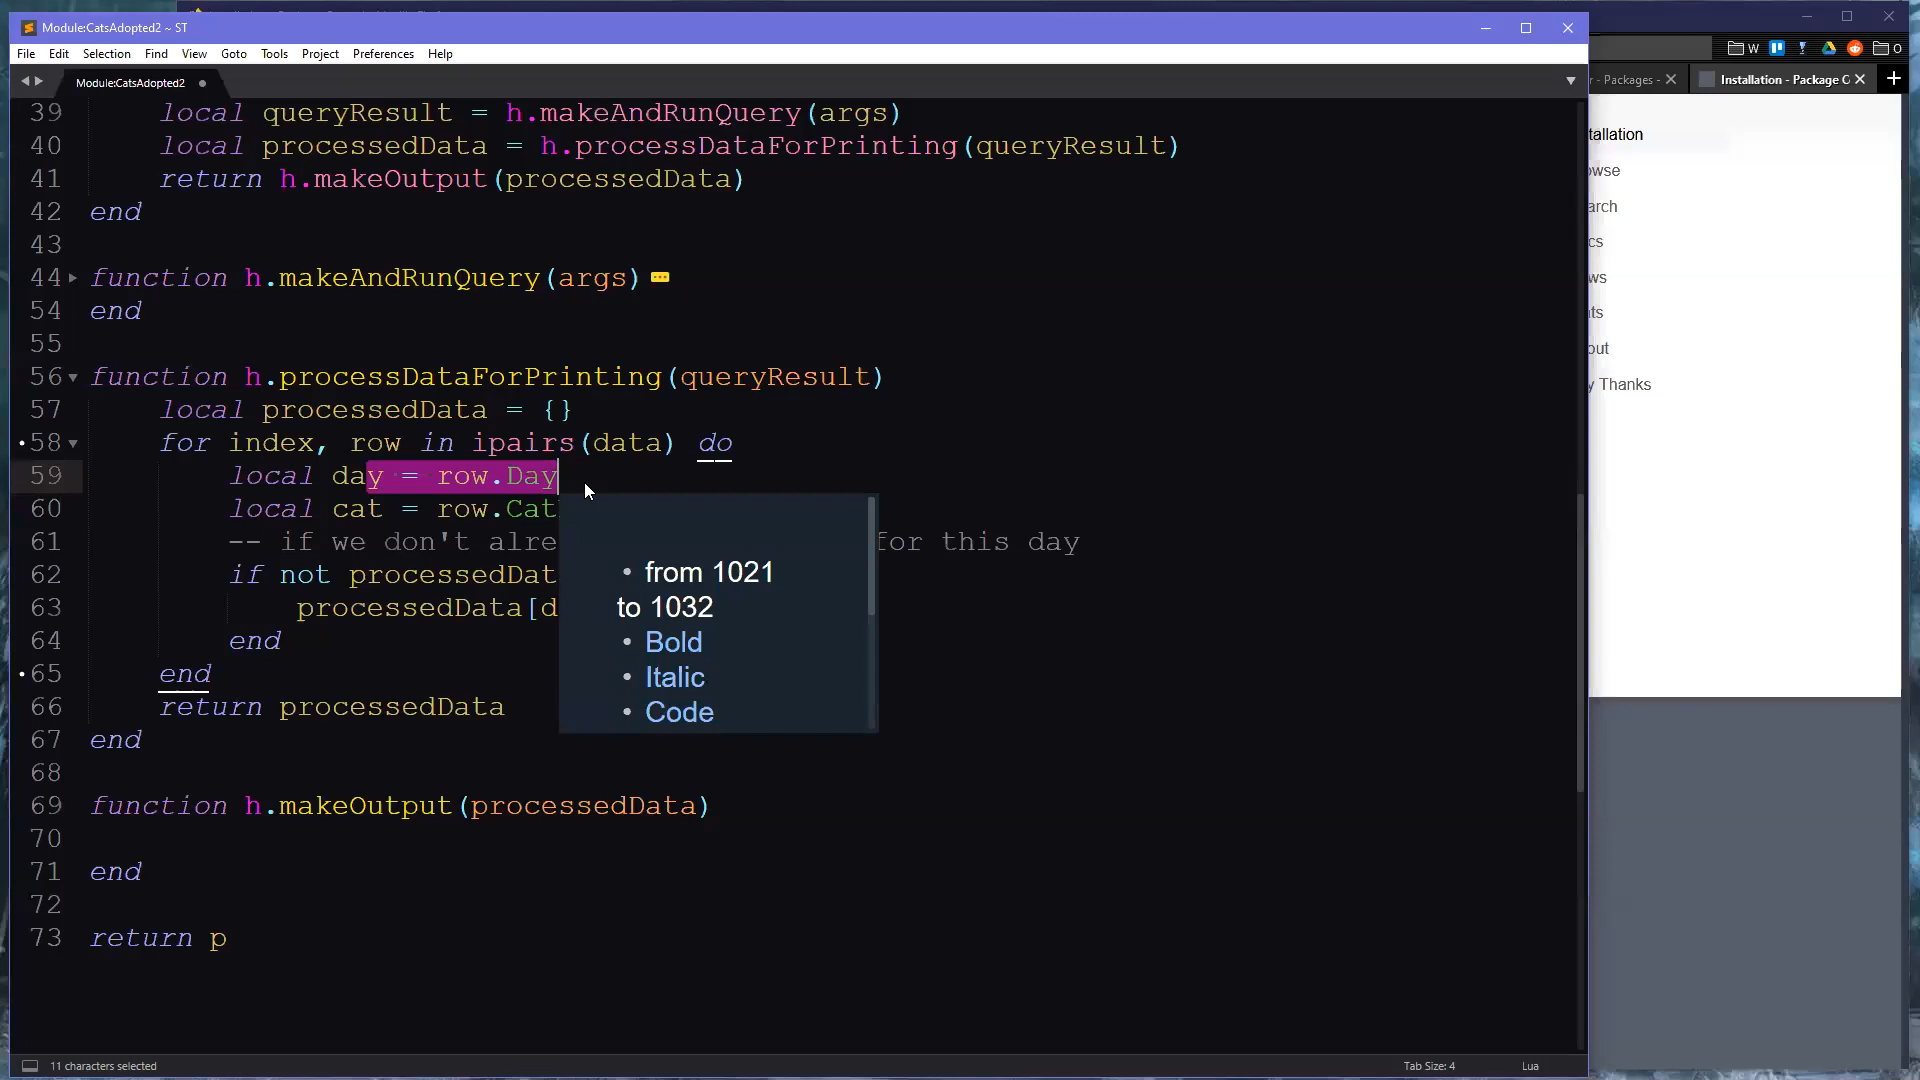 Module:CatsAdopted2 ~ ST
File Edit Selection Find View Goto Tools Project Preferences Help
Module:CatsAdopted2
39 local queryResult = h.makeAndRunQuery(args)
40 local processedData = h.processDataForPrinting(queryResult)
41 return h.makeOutput(processedData)
42 end
43
44 function h.makeAndRunQuery(args)
54 end
55
56 function h.processDataForPrinting(queryResult)
57 local processedData = {}
58 for index, row in ipairs(data) do
59 local day = row.Day
60 local cat = row.Cat
61 -- if we don't alre for this day
62 if not processedDat
63 processedData[d
64 end
65 end
66 return processedData
67 end
68
69 function h.makeOutput(processedData)
70
71 end
72
73 return p
• from 1021
to 1032
• Bold
• Italic
• Code
11 characters selected
Tab Size: 4
Lua
W
O
r - Packages -
Installation - Package C
tallation
owse
arch
cs
ws
ts
out
y Thanks